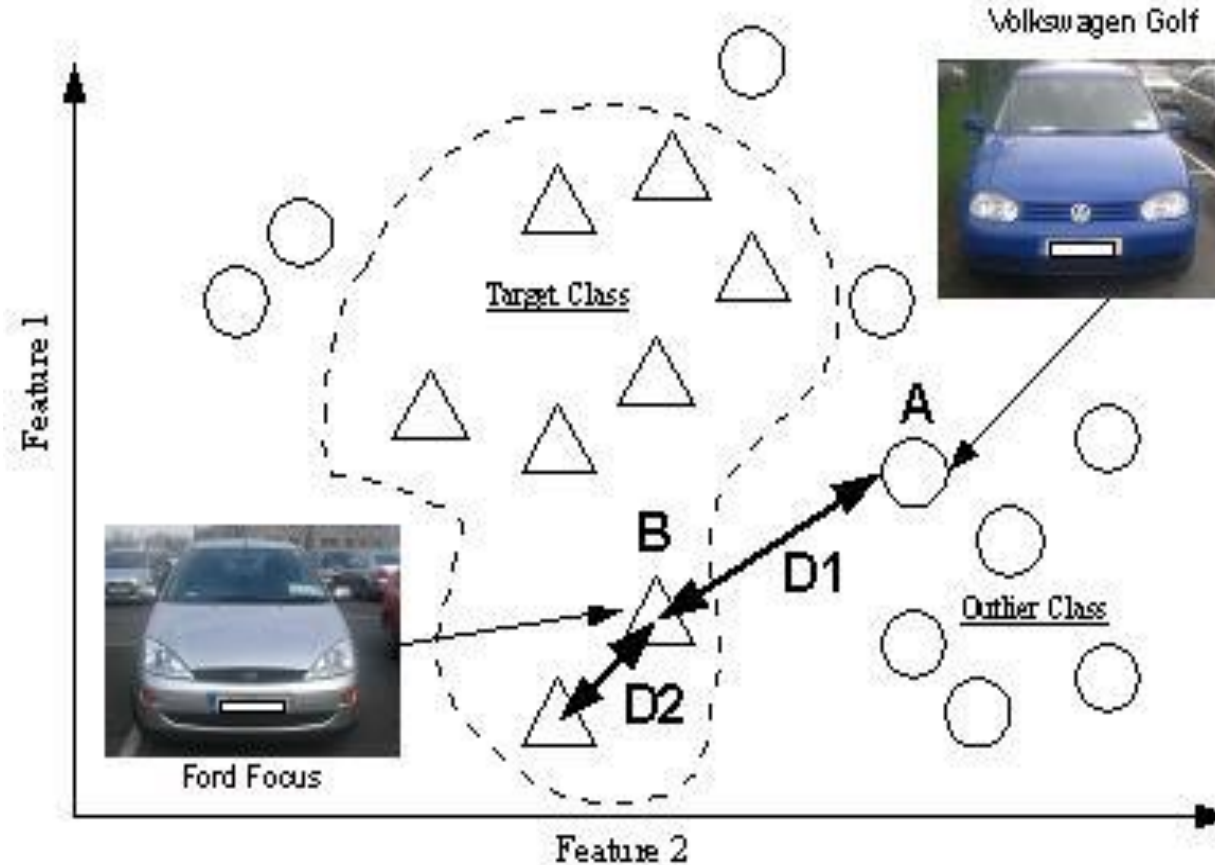 Volkswagen Golf
Feature 1
Target Class
A
B
D1
Outlier Class
D2
Ford Focus
Feature 2